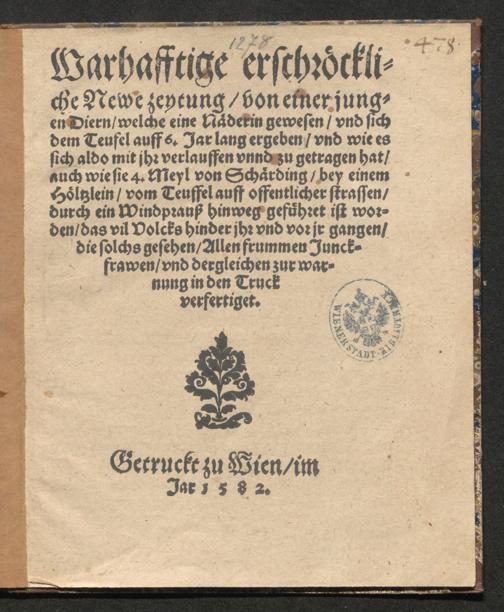 1278
478
Warhafftige erschröckli-
che Newe zeytung / von einer jung-
en Diern / welche eine Näderin gewesen / vnd sich
dem Teufel auff 6. Jar lang ergeben / vnd wie es
sich aldo mit jhr verlauffen vnnd zu getragen hat /
auch wie sie 4. Meyl von Schärding / bey einem
Höltzlein / vom Teuffel auff offentlicher strassen /
durch ein Windprauß hinweg geführet ist wor-
den / das vil Volcks hinder jhr vnd vor jr gangen /
die solchs gesehen / Allen frummen Junck-
frawen / vnd dergleichen zur war-
nung in den Truck
verfertiget.
WIENER STADT-BIBLIOTHEK
Getruckt zu Wien / im
Jar 1582.